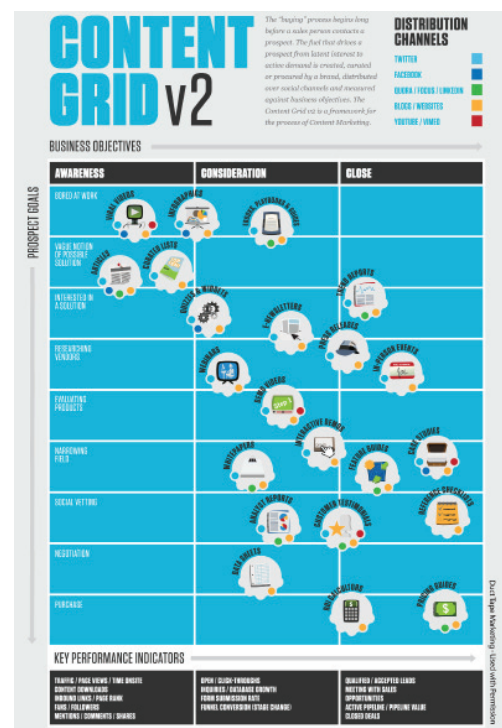 CONTENT
GRID v2
The "buying" process begins long
before a sales person contacts a
prospect. The fuel that drives a
prospect from latent interest to
active demand is created, curated
or procured by a brand, distributed
over social channels and measured
against business objectives. The
Content Grid v2 is a framework for
the process of Content Marketing.
DISTRIBUTION
CHANNELS
TWITTER
FACEBOOK
QUORA / FOCUS / LINKEDIN
BLOGS / WEBSITES
YOUTUBE / VIMEO
BUSINESS OBJECTIVES
PROSPECT GOALS
AWARENESS
CONSIDERATION
CLOSE
BORED AT WORK
VIRAL VIDEOS
INFOGRAPHICS
EBOOKS, PLAYBOOKS &
VAGUE NOTION
OF POSSIBLE
SOLUTION
ARTICLES
CURATED LISTS
INTERESTED IN
A SOLUTION
& WIDGETS
E-NEWSLETTERS
TREND REPORTS
PRESS RELEASES
RESEARCHING
VENDORS
WEBINARS
IN-PERSON EVENTS
EVALUATING
PRODUCTS
DEMO VIDEOS
NARROWING
FIELD
WHITEPAPERS
INTERACTIVE DEMOS
FEATURE GUIDES
CASE STUDIES
SOCIAL VETTING
ANALYST REPORTS
CUSTOMER TESTIMONIALS
REFERENCE CHECKLISTS
NEGOTIATION
DATA SHEETS
PURCHASE
ROI CALCULATORS
PRICING GUIDES
KEY PERFORMANCE INDICATORS
TRAFFIC / PAGE VIEWS / TIME ONSITE
CONTENT DOWNLOADS
INBOUND LINKS / PAGE RANK
FANS / FOLLOWERS
MENTIONS / COMMENTS / SHARES
OPEN / CLICK-THROUGHS
INQUIRIES / DATABASE GROWTH
FORM SUBMISSION RATE
FUNNEL CONVERSION (STAGE CHANGE)
QUALIFIED / ACCEPTED LEADS
MEETING WITH SALES
OPPORTUNITIES
ACTIVE PIPELINE / PIPELINE VALUE
CLOSED DEALS
Duct Tape Marketing - Used with Permissio